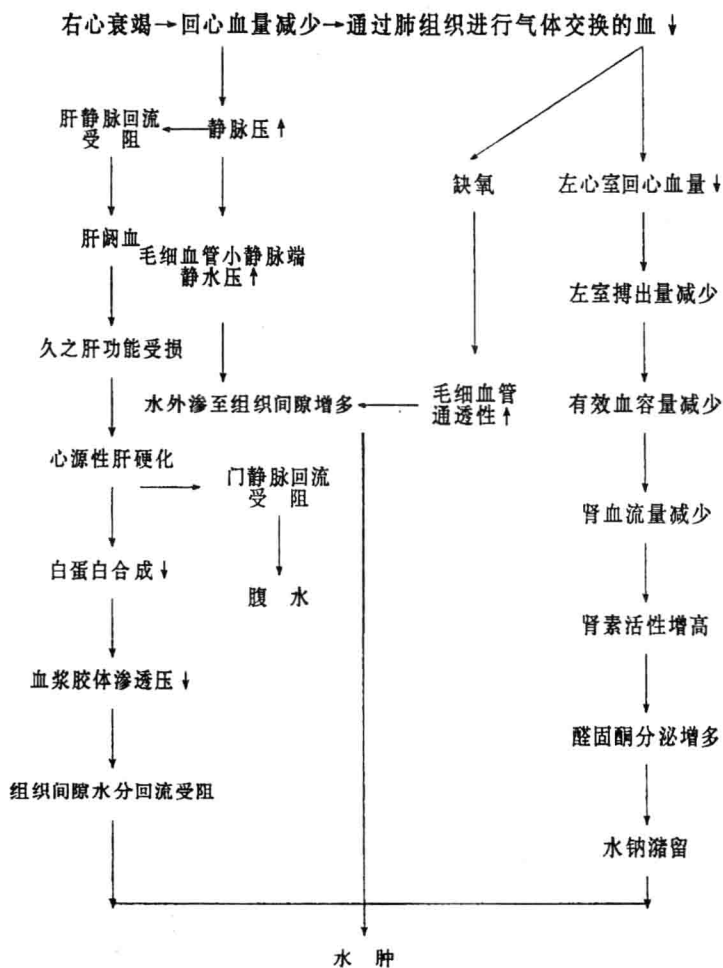 右心衰竭→回心血量减少→通过肺组织进行气体交换的血↓
肝静脉回流
受 阻
静脉压↑
缺氧
左心室回心血量↓
肝阏血
毛细血管小静脉端
静水压↑
左室搏出量减少
久之肝功能受损
水外渗至组织间隙增多
毛细血管
通透性↑
有效血容量减少
心源性肝硬化
门静脉回流
受 阻
肾血流量减少
白蛋白合成↓
腹 水
肾素活性增高
血浆胶体渗透压↓
醛固酮分泌增多
组织间隙水分回流受阻
水钠潴留
水 肿